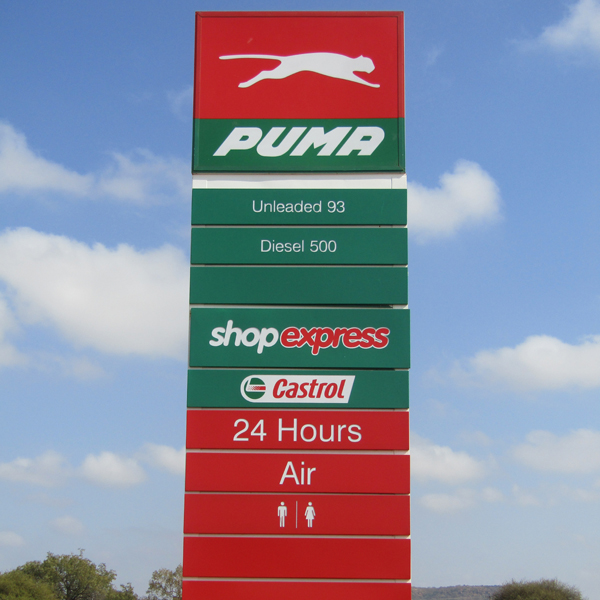 PUMA
Unleaded 93
Diesel 500
shopexpress
Castrol
24 Hours
Air